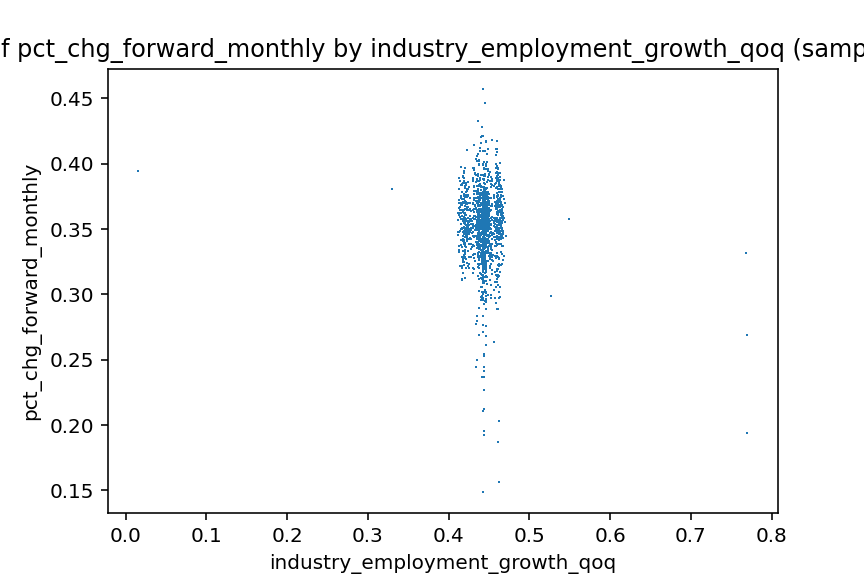 f pct_chg_forward_monthly by industry_employment_growth_qoq (samp
0.45
0.40
0.35
0.30
0.25
0.20
0.15
pct_chg_forward_monthly
0.0 0.1 0.2 0.3 0.4 0.5 0.6 0.7 0.8
industry_employment_growth_qoq